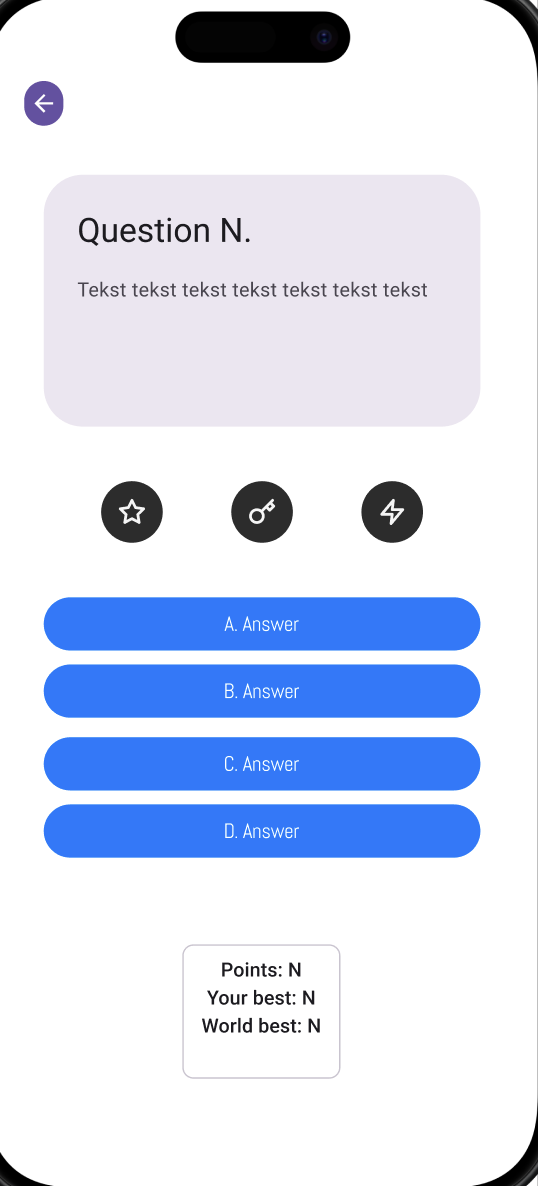 Question N.
Tekst tekst tekst tekst tekst tekst tekst
A. Answer
B. Answer
C. Answer
D. Answer
Points: N
Your best: N
World best: N